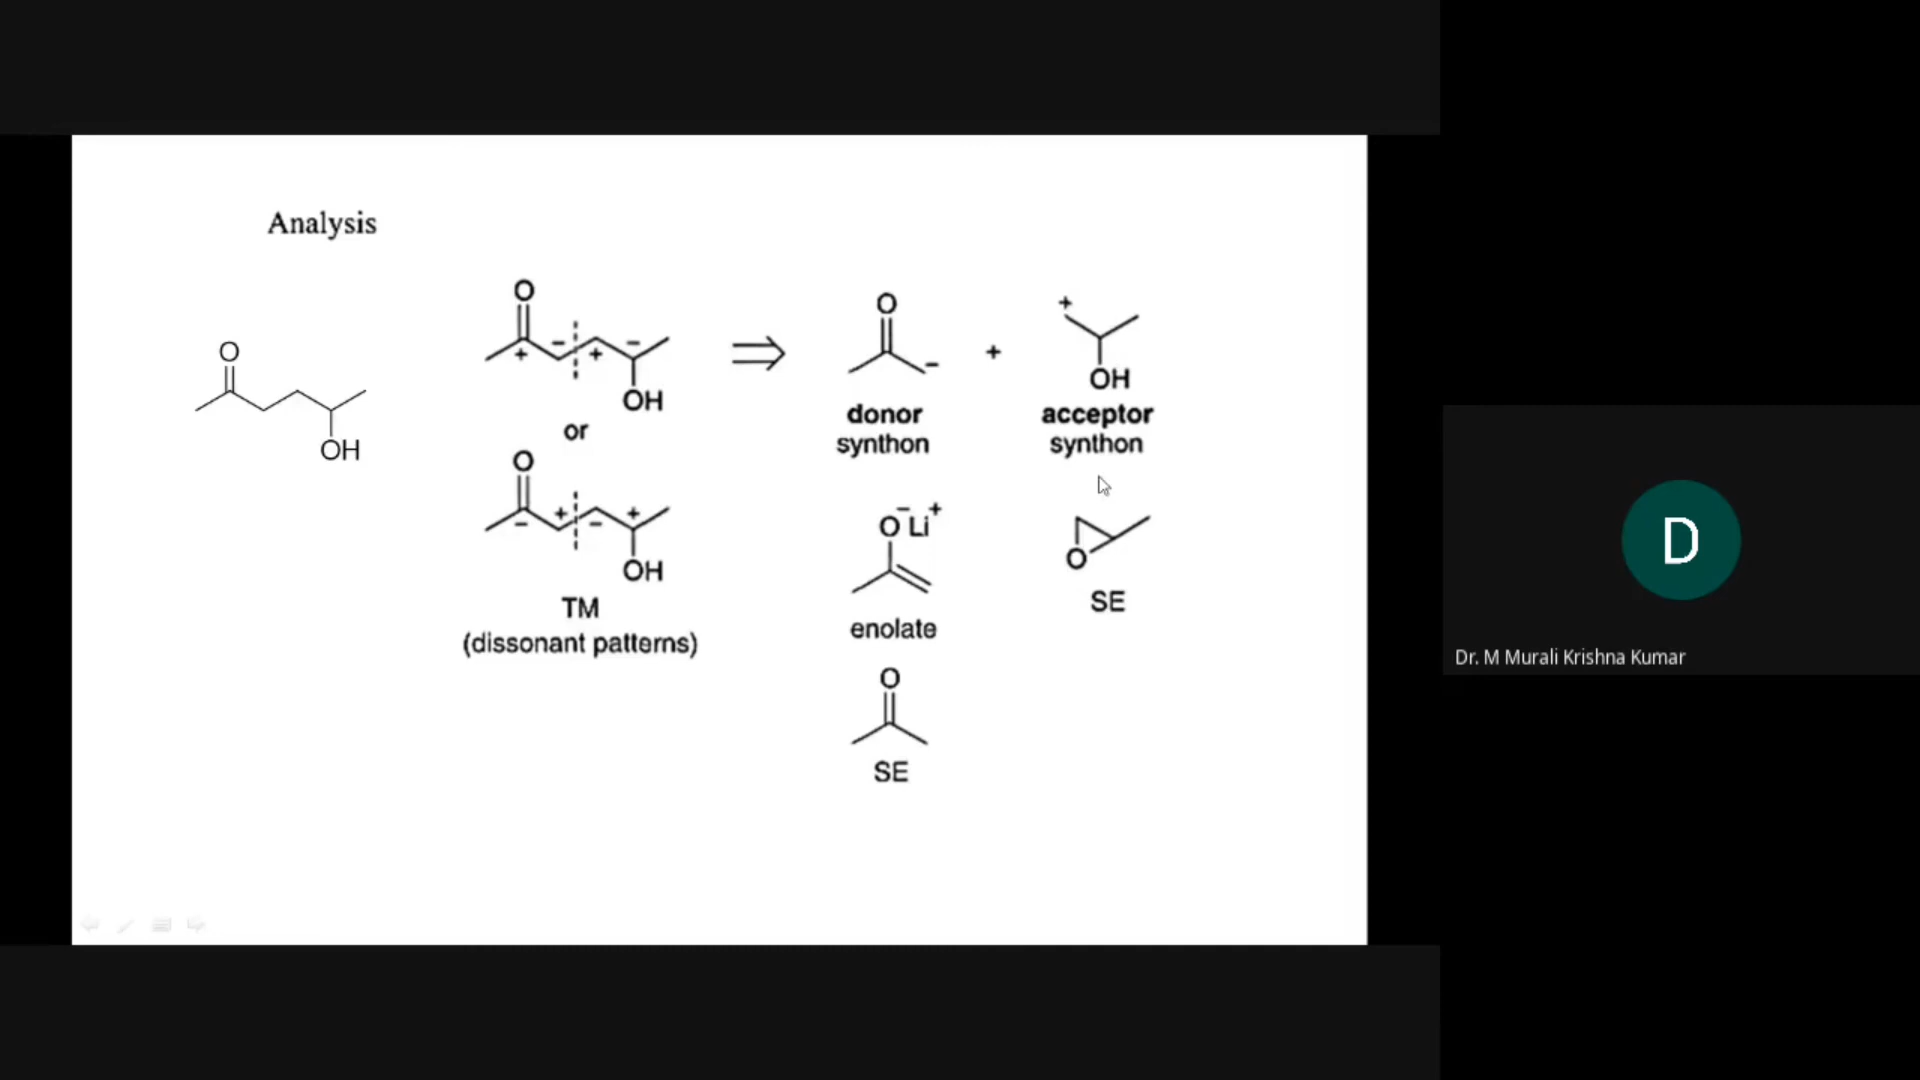 Analysis
O
OH
O
+ - + -
OH
or
O
- + - +
OH
TM
(dissonant patterns)
O
-
donor
synthon
+
+
OH
acceptor
synthon
O⁻ Li⁺
enolate
O
SE
O
SE
D
Dr. M Murali Krishna Kumar